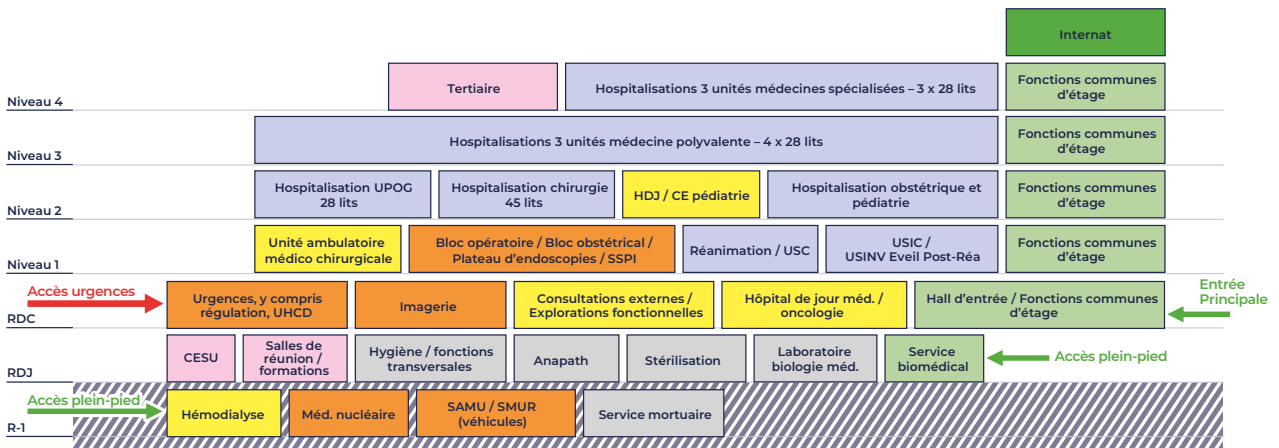 Internat
Niveau 4
Tertiaire
Hospitalisations 3 unités médecines spécialisées – 3 x 28 lits
Fonctions communes
d'étage
Niveau 3
Hospitalisations 3 unités médecine polyvalente – 4 x 28 lits
Fonctions communes
d'étage
Niveau 2
Hospitalisation UPOG
28 lits
Hospitalisation chirurgie
45 lits
HDJ / CE pédiatrie
Hospitalisation obstétrique et
pédiatrie
Fonctions communes
d'étage
Niveau 1
Unité ambulatoire
médico chirurgicale
Bloc opératoire / Bloc obstétrical /
Plateau d'endoscopies / SSPI
Réanimation / USC
USIC /
USINV Eveil Post-Réa
Fonctions communes
d'étage
Accès urgences
RDC
Urgences, y compris
régulation, UHCD
Imagerie
Consultations externes /
Explorations fonctionnelles
Hôpital de jour méd. /
oncologie
Hall d'entrée / Fonctions communes
d'étage
Entrée
Principale
RDJ
CESU
Salles de
réunion /
formations
Hygiène / fonctions
transversales
Anapath
Stérilisation
Laboratoire
biologie méd.
Service
biomédical
Accès plein-pied
Accès plein-pied
R-1
Hémodialyse
Méd. nucléaire
SAMU / SMUR
(véhicules)
Service mortuaire